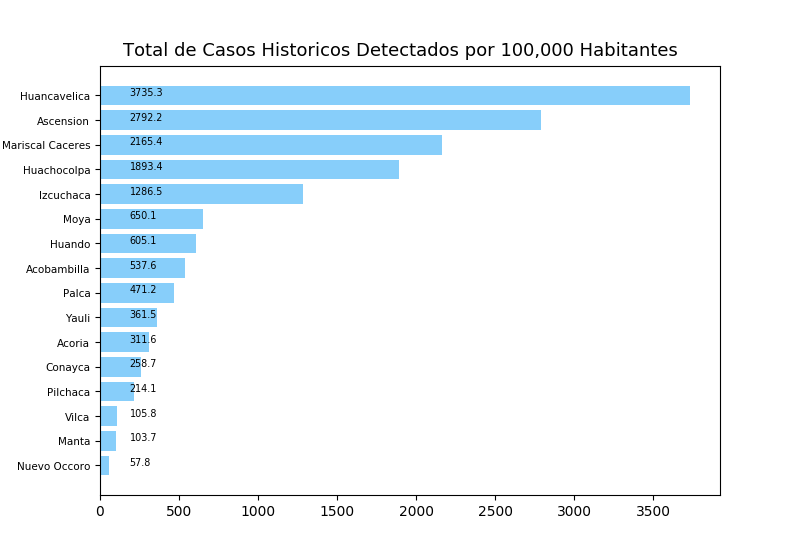 Total de Casos Historicos Detectados por 100,000 Habitantes
Huancavelica 3735.3
Ascension 2792.2
Mariscal Caceres 2165.4
Huachocolpa 1893.4
Izcuchaca 1286.5
Moya 650.1
Huando 605.1
Acobambilla 537.6
Palca 471.2
Yauli 361.5
Acoria 311.6
Conayca 258.7
Pilchaca 214.1
Vilca 105.8
Manta 103.7
Nuevo Occoro 57.8
0 500 1000 1500 2000 2500 3000 3500